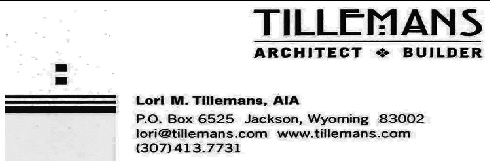 TILLEMANS
ARCHITECT ❖ BUILDER
Lori M. Tillemans, AIA
P.O. Box 6525 Jackson, Wyoming 83002
lori@tillemans.com www.tillemans.com
(307)413.7731